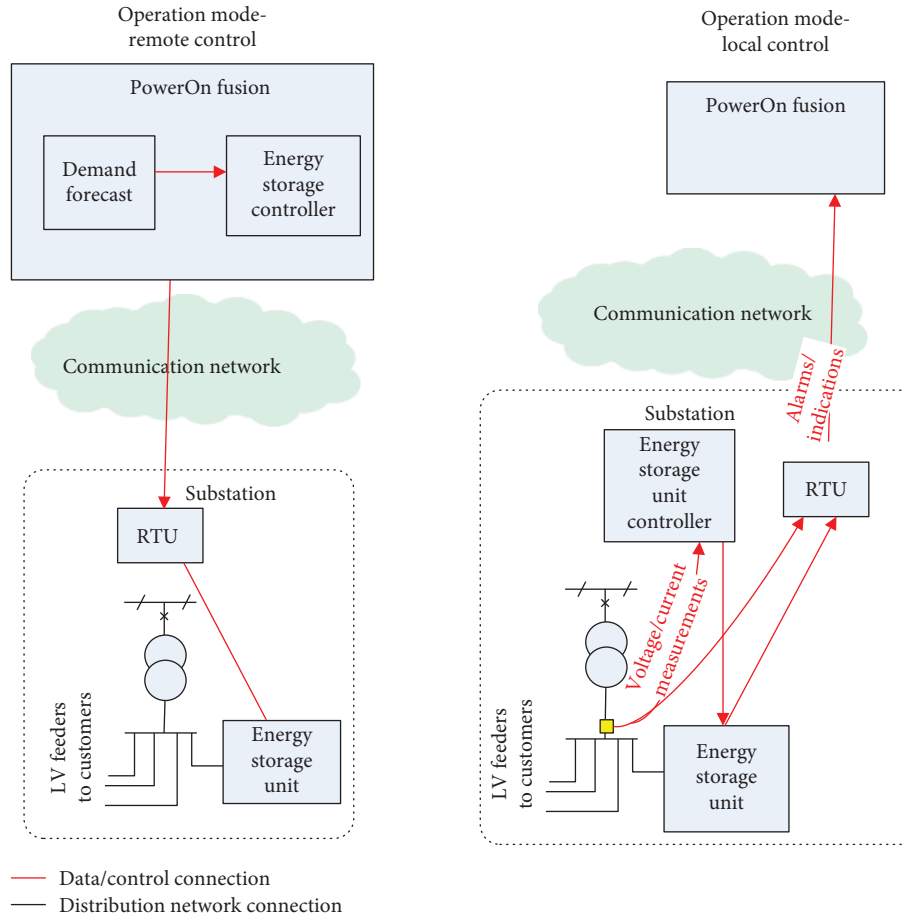 Operation mode-
remote control
PowerOn fusion
Demand
forecast
Energy
storage
controller
Communication network
Substation
RTU
LV feeders
to customers
Energy
storage
unit
Operation mode-
local control
PowerOn fusion
Communication network
Alarms/
indications
Substation
Energy
storage
unit
controller
RTU
Voltage/current
measurements
LV feeders
to customers
Energy
storage
unit
Data/control connection
Distribution network connection